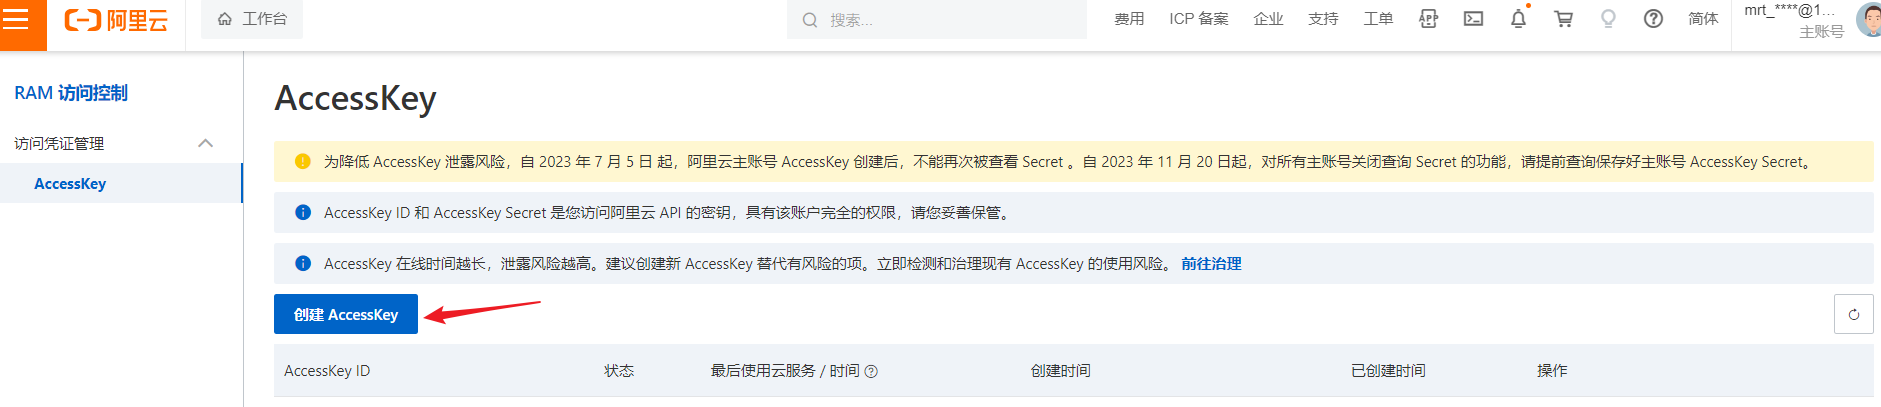 阿里云
工作台
搜索...
费用
ICP 备案
企业
支持
工单
APP
简体
mrt_****@1...
主账号
RAM 访问控制
访问凭证管理
AccessKey
AccessKey
为降低 AccessKey 泄露风险，自 2023 年 7 月 5 日 起，阿里云主账号 AccessKey 创建后，不能再次被查看 Secret 。自 2023 年 11 月 20 日起，对所有主账号关闭查询 Secret 的功能，请提前查询保存好主账号 AccessKey Secret。
AccessKey ID 和 AccessKey Secret 是您访问阿里云 API 的密钥，具有该账户完全的权限，请您妥善保管。
AccessKey 在线时间越长，泄露风险越高。建议创建新 AccessKey 替代有风险的项。立即检测和治理现有 AccessKey 的使用风险。 前往治理
创建 AccessKey
AccessKey ID
状态
最后使用云服务 / 时间
创建时间
已创建时间
操作